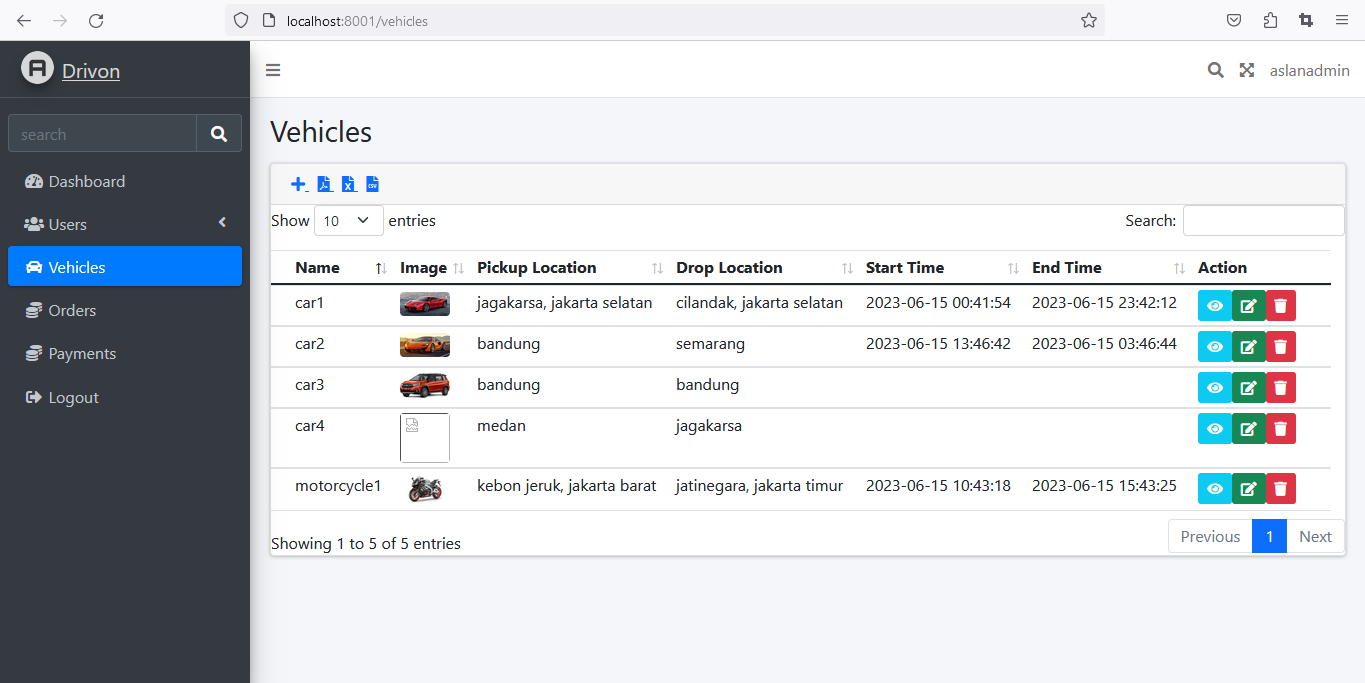 localhost:8001/vehicles
Drivon
aslanadmin
search
Dashboard
Users
Vehicles
Orders
Payments
Logout
Vehicles
CSV
Show 10 entries
Search:
Name Image Pickup Location Drop Location Start Time End Time Action
car1 jagakarsa, jakarta selatan cilandak, jakarta selatan 2023-06-15 00:41:54 2023-06-15 23:42:12
car2 bandung semarang 2023-06-15 13:46:42 2023-06-15 03:46:44
car3 bandung bandung
car4 medan jagakarsa
motorcycle1 kebon jeruk, jakarta barat jatinegara, jakarta timur 2023-06-15 10:43:18 2023-06-15 15:43:25
Showing 1 to 5 of 5 entries
Previous 1 Next